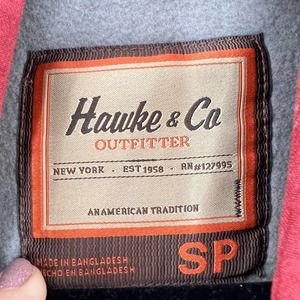 Hawke & Co
OUTFITTER
NEW YORK · EST 1958 · RN#127995
AN AMERICAN TRADITION
MADE IN BANGLADESH
HECHO EN BANGLADESH
SP